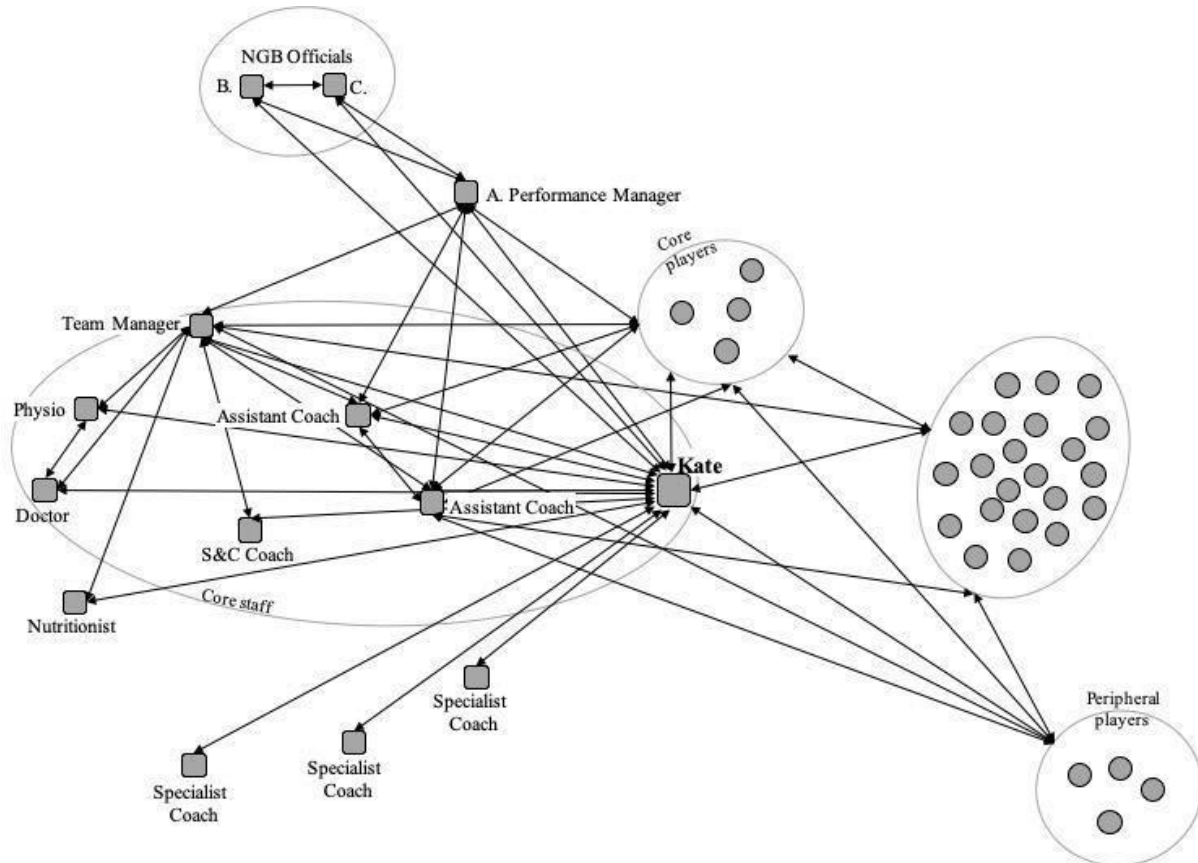 NGB Officials
B.
C.
A. Performance Manager
Core
players
Team Manager
Physio
Assistant Coach
Kate
Doctor
Assistant Coach
S&C Coach
Core staff
Nutritionist
Specialist
Coach
Specialist
Coach
Specialist
Coach
Peripheral
players